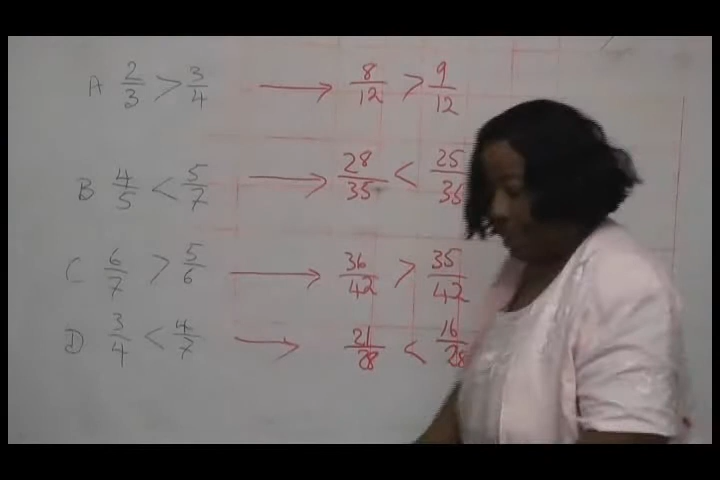 A 2/3 > 3/4 → 8/12 > 9/12
B 4/5 < 5/7 → 28/35 < 25/35
C 6/7 > 5/6 → 36/42 > 35/42
D 3/4 < 4/7 → 21/28 < 16/28